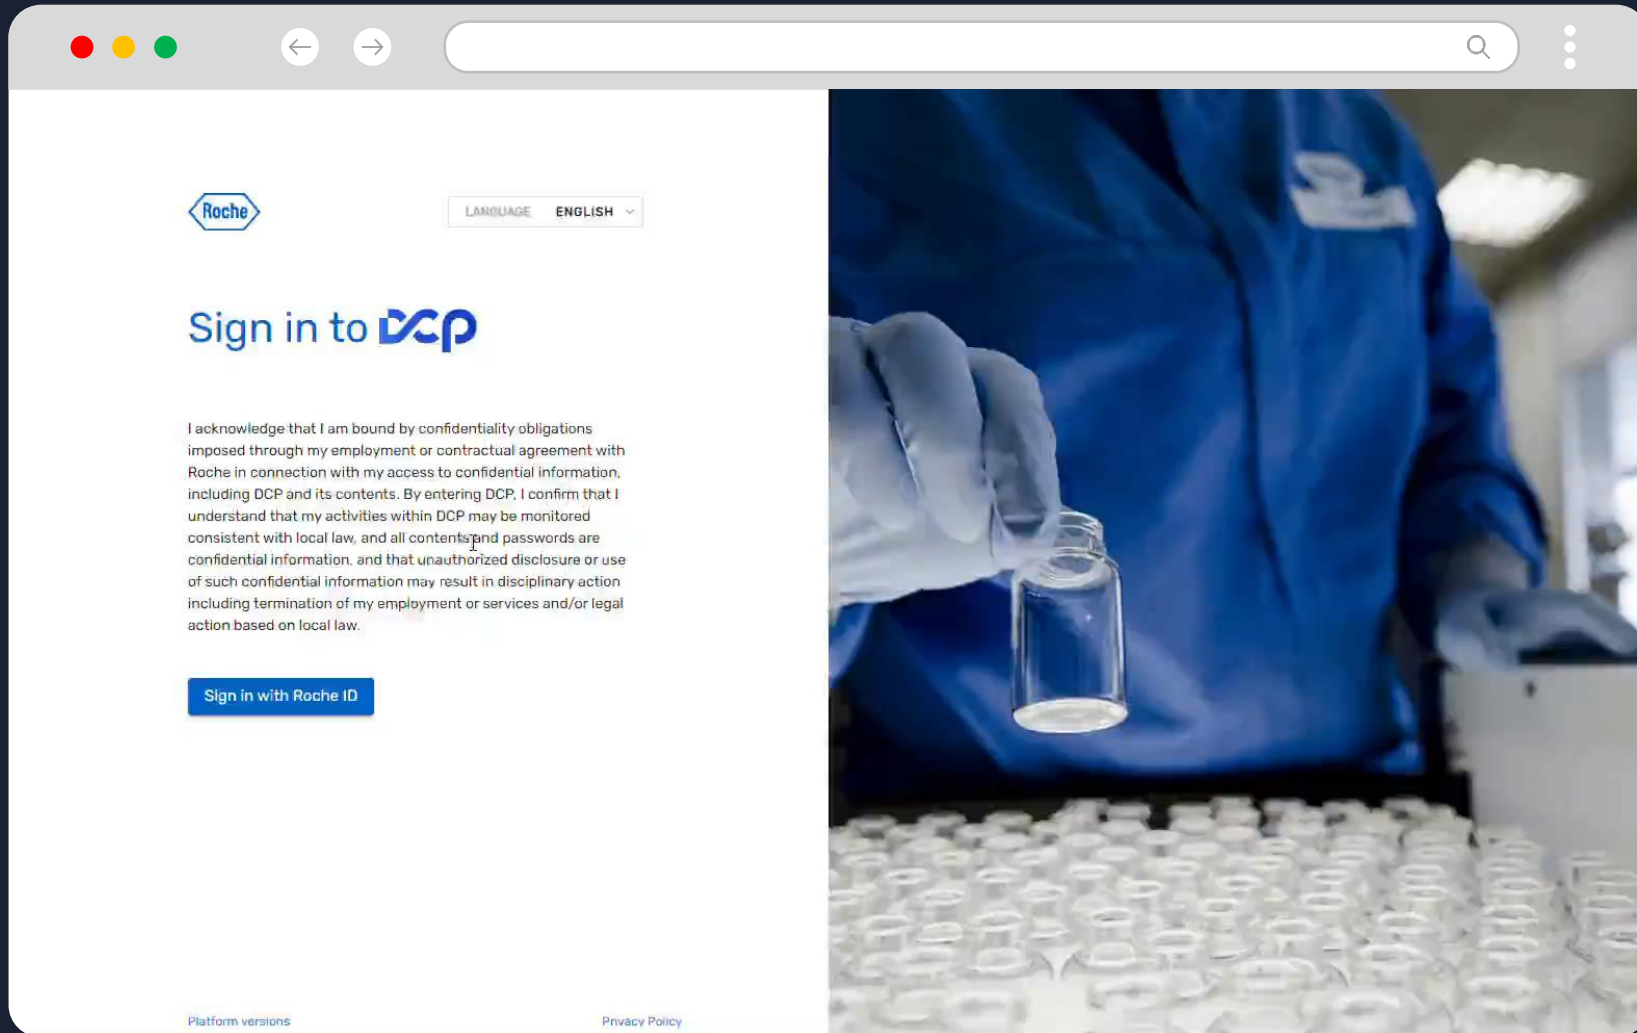 Roche
LANGUAGE ENGLISH
Sign in to DCP
I acknowledge that I am bound by confidentiality obligations
imposed through my employment or contractual agreement with
Roche in connection with my access to confidential information,
including DCP and its contents. By entering DCP, I confirm that I
understand that my activities within DCP may be monitored
consistent with local law, and all contents and passwords are
confidential information, and that unauthorized disclosure or use
of such confidential information may result in disciplinary action
including termination of my employment or services and/or legal
action based on local law.
Sign in with Roche ID
Platform versions Privacy Policy